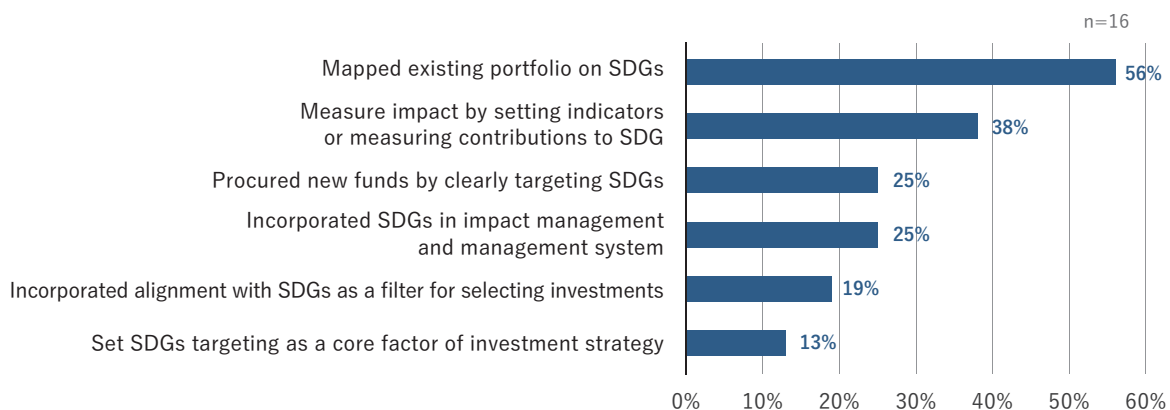 n=16
Mapped existing portfolio on SDGs
56%
Measure impact by setting indicators
or measuring contributions to SDG
38%
Procured new funds by clearly targeting SDGs
25%
Incorporated SDGs in impact management
and management system
25%
Incorporated alignment with SDGs as a filter for selecting investments
19%
Set SDGs targeting as a core factor of investment strategy
13%
0% 10% 20% 30% 40% 50% 60%